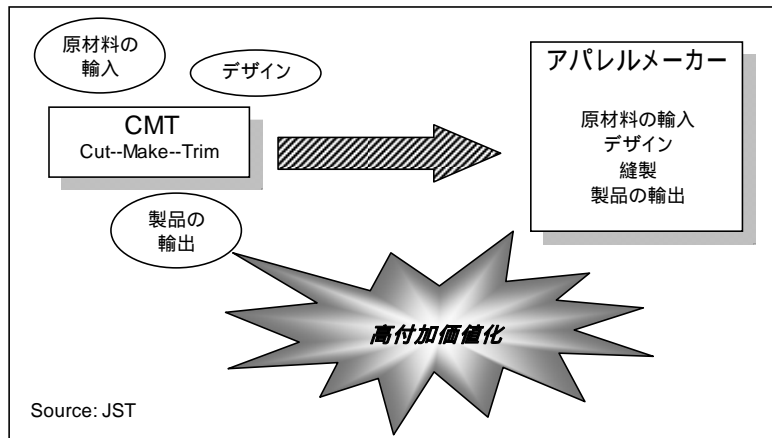 原材料の
輸入
デザイン
CMT
Cut--Make--Trim
製品の
輸出
アパレルメーカー
原材料の輸入
デザイン
縫製
製品の輸出
高付加価値化
Source: JST